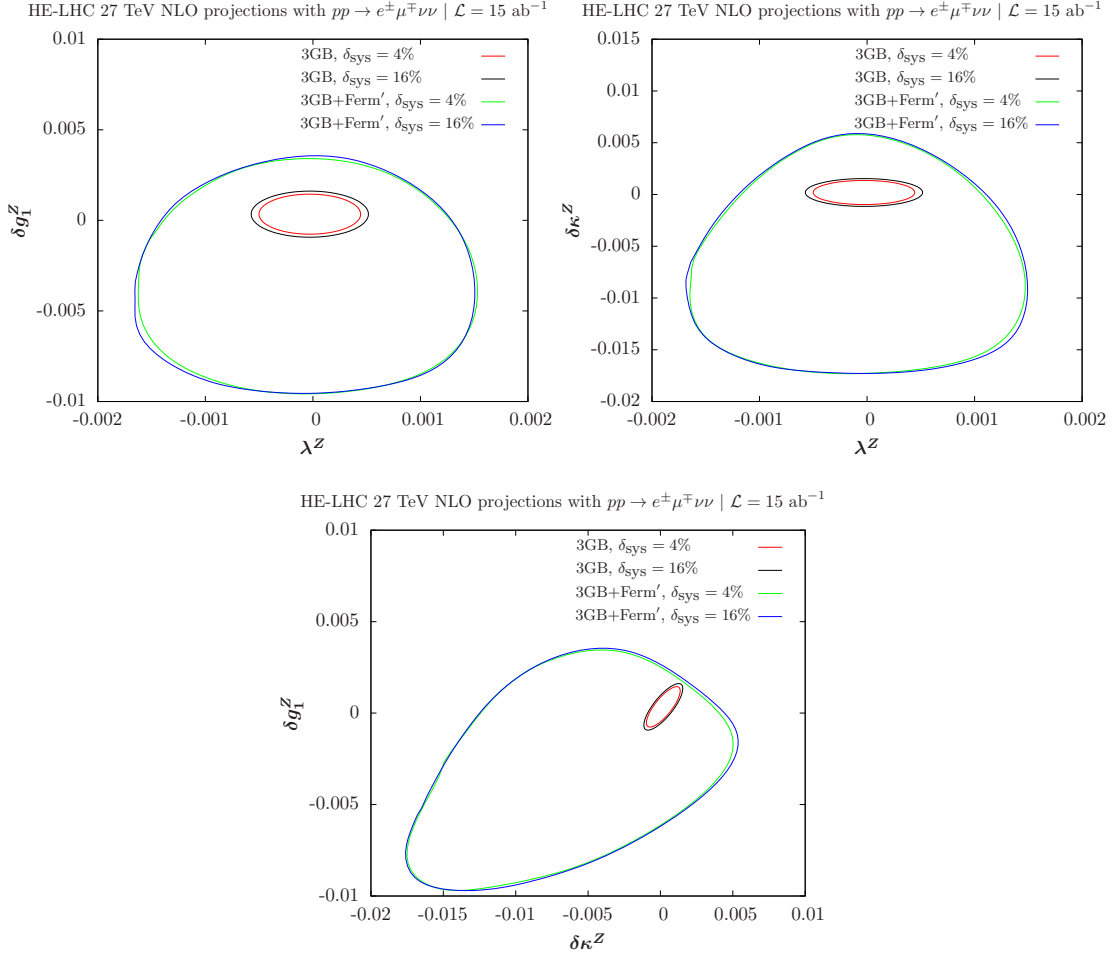 HE-LHC 27 TeV NLO projections with pp → e±μ∓νν | ℒ = 15 ab⁻¹
0.01
0.005
0
-0.005
-0.01
δg₁ᶻ
3GB, δsys = 4%
3GB, δsys = 16%
3GB+Ferm′, δsys = 4%
3GB+Ferm′, δsys = 16%
-0.002 -0.001 0 0.001 0.002
λᶻ
HE-LHC 27 TeV NLO projections with pp → e±μ∓νν | ℒ = 15 ab⁻¹
0.015
0.01
0.005
0
-0.005
-0.01
-0.015
-0.02
δκᶻ
3GB, δsys = 4%
3GB, δsys = 16%
3GB+Ferm′, δsys = 4%
3GB+Ferm′, δsys = 16%
-0.002 -0.001 0 0.001 0.002
λᶻ
HE-LHC 27 TeV NLO projections with pp → e±μ∓νν | ℒ = 15 ab⁻¹
0.01
0.005
0
-0.005
-0.01
δg₁ᶻ
3GB, δsys = 4%
3GB, δsys = 16%
3GB+Ferm′, δsys = 4%
3GB+Ferm′, δsys = 16%
-0.02 -0.015 -0.01 -0.005 0 0.005 0.01
δκᶻ